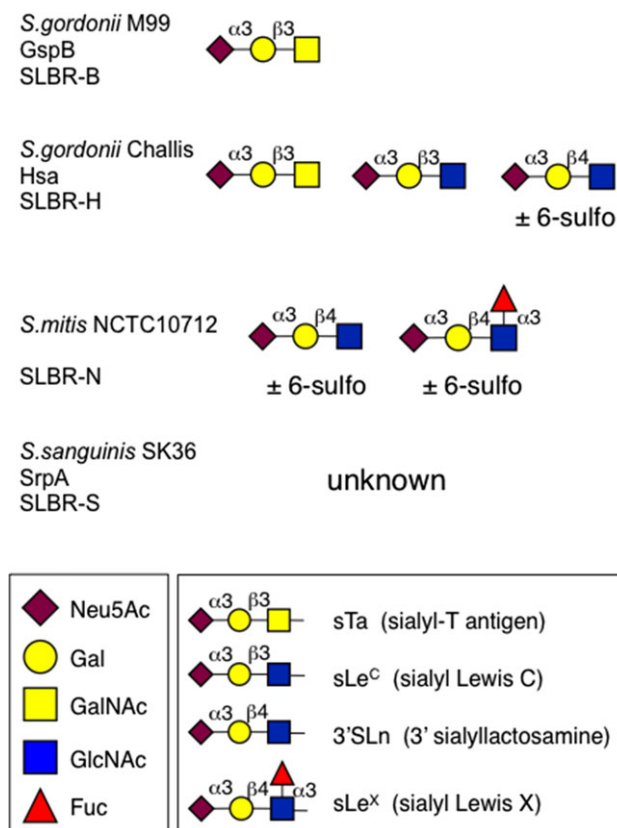 S.gordonii M99
GspB
SLBR-B
α3 β3
S.gordonii Challis
Hsa
SLBR-H
α3 β3 α3 β3 α3 β4
± 6-sulfo
S.mitis NCTC10712
SLBR-N
α3 β4 α3 β4 α3
± 6-sulfo ± 6-sulfo
S.sanguinis SK36
SrpA
SLBR-S
unknown
Neu5Ac
Gal
GalNAc
GlcNAc
Fuc
α3 β3
sTa (sialyl-T antigen)
α3 β3
sLeC (sialyl Lewis C)
α3 β4
3'SLn (3' sialyllactosamine)
α3 β4 α3
sLeX (sialyl Lewis X)